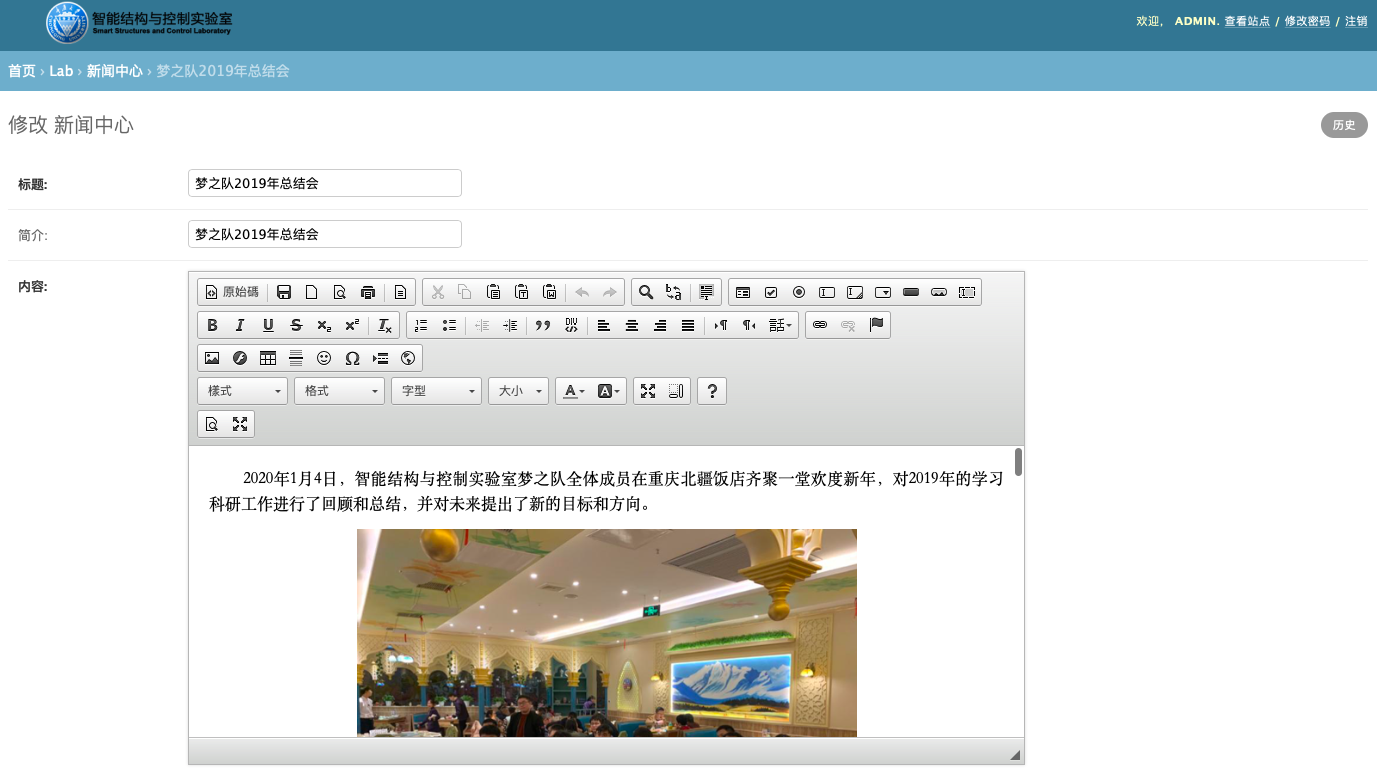 智能结构与控制实验室
Smart Structures and Control Laboratory
欢迎， ADMIN. 查看站点 / 修改密码 / 注销
首页 › Lab › 新闻中心 › 梦之队2019年总结会
修改 新闻中心
历史
标题:
梦之队2019年总结会
简介:
梦之队2019年总结会
内容:
原始碼
樣式
格式
字型
大小
2020年1月4日，智能结构与控制实验室梦之队全体成员在重庆北疆饭店齐聚一堂欢度新年，对2019年的学习
科研工作进行了回顾和总结，并对未来提出了新的目标和方向。